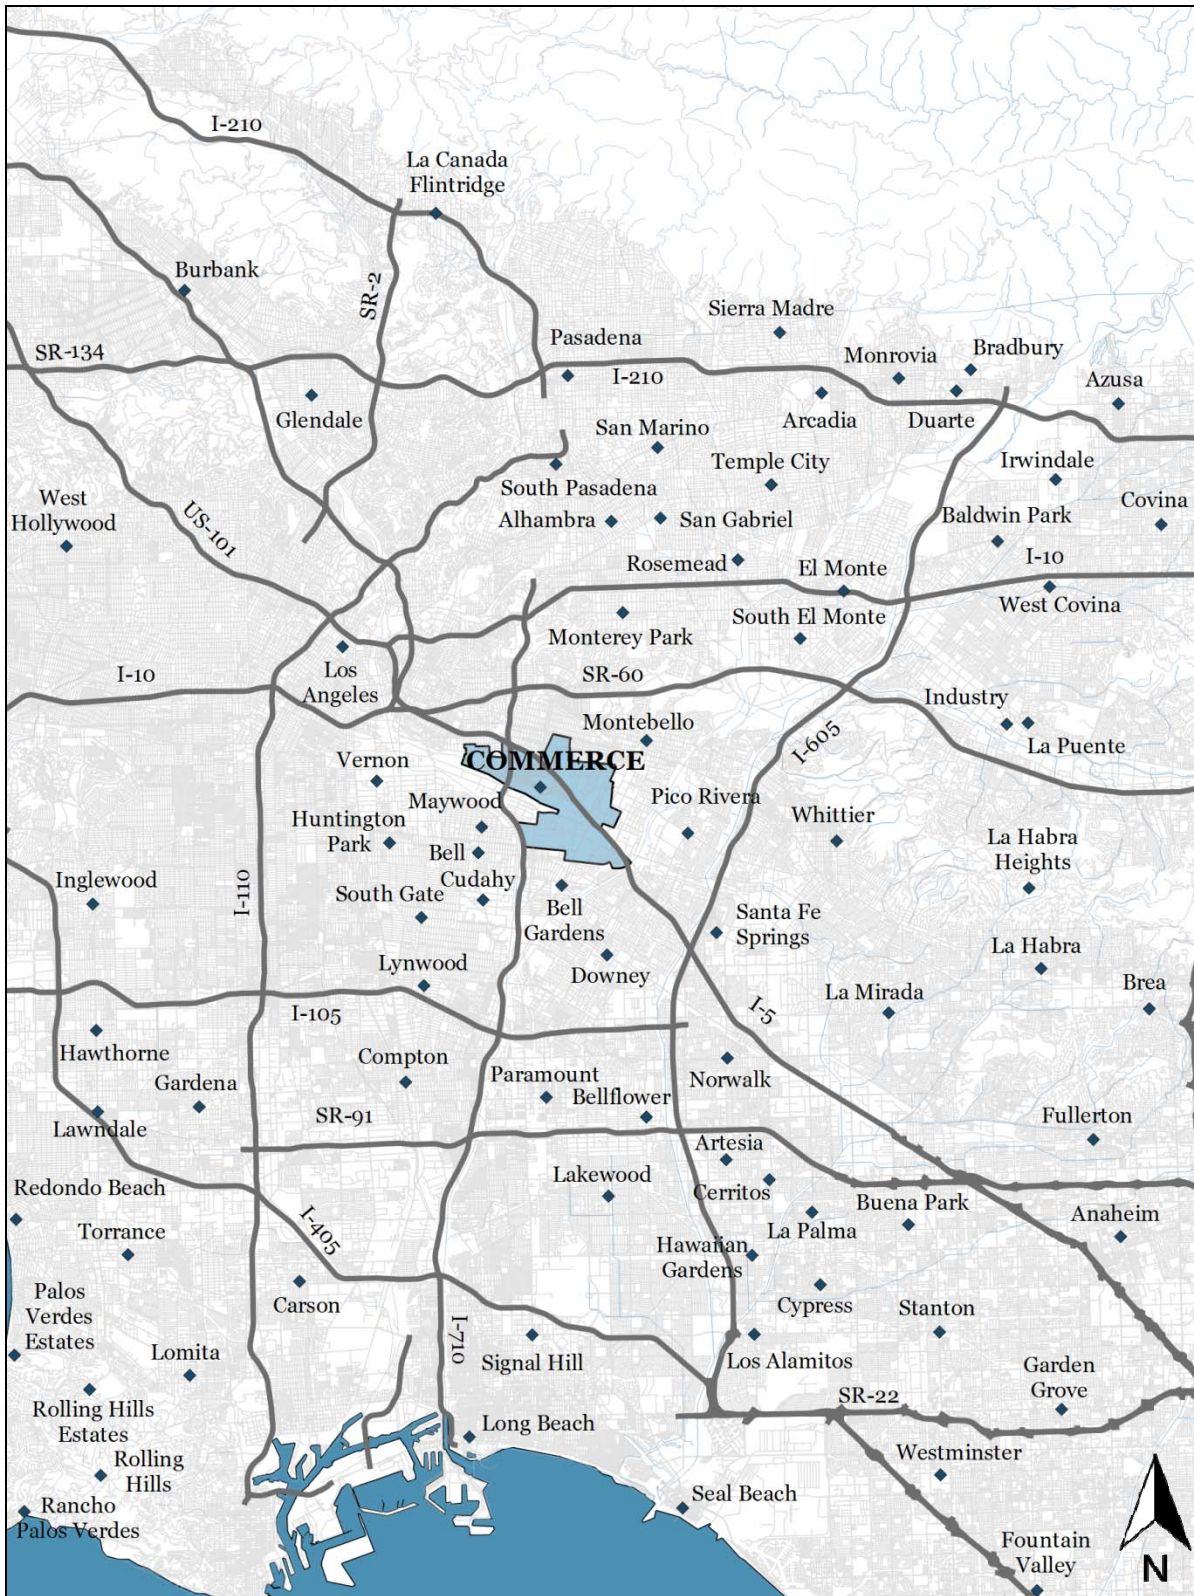 I-210
La Canada
Flintridge
Burbank
SR-2
Sierra Madre
Pasadena
SR-134
Monrovia
Bradbury
I-210
Azusa
Glendale
Arcadia
Duarte
San Marino
Temple City
Irwindale
West
Hollywood
South Pasadena
Covina
US-101
Alhambra
San Gabriel
Baldwin Park
Rosemead
El Monte
I-10
West Covina
Monterey Park
South El Monte
Los
Angeles
I-10
SR-60
Industry
Montebello
La Puente
I-605
COMMERCE
Vernon
Maywood
Pico Rivera
Huntington
Park
Whittier
La Habra
Heights
Bell
Inglewood
Cudahy
I-110
South Gate
Bell
Gardens
Santa Fe
Springs
La Habra
Lynwood
Downey
Brea
La Mirada
I-105
I-5
Hawthorne
Compton
Gardena
Paramount
Norwalk
Bellflower
SR-91
Fullerton
Lawndale
Artesia
Lakewood
Redondo Beach
Cerritos
Buena Park
Torrance
I-405
La Palma
Anaheim
Hawaiian
Gardens
Palos
Verdes
Estates
Carson
Cypress
Stanton
I-710
Lomita
Signal Hill
Los Alamitos
Garden
Grove
SR-22
Rolling Hills
Estates
Long Beach
Westminster
Rolling
Hills
Seal Beach
Rancho
Palos Verdes
Fountain
Valley
N